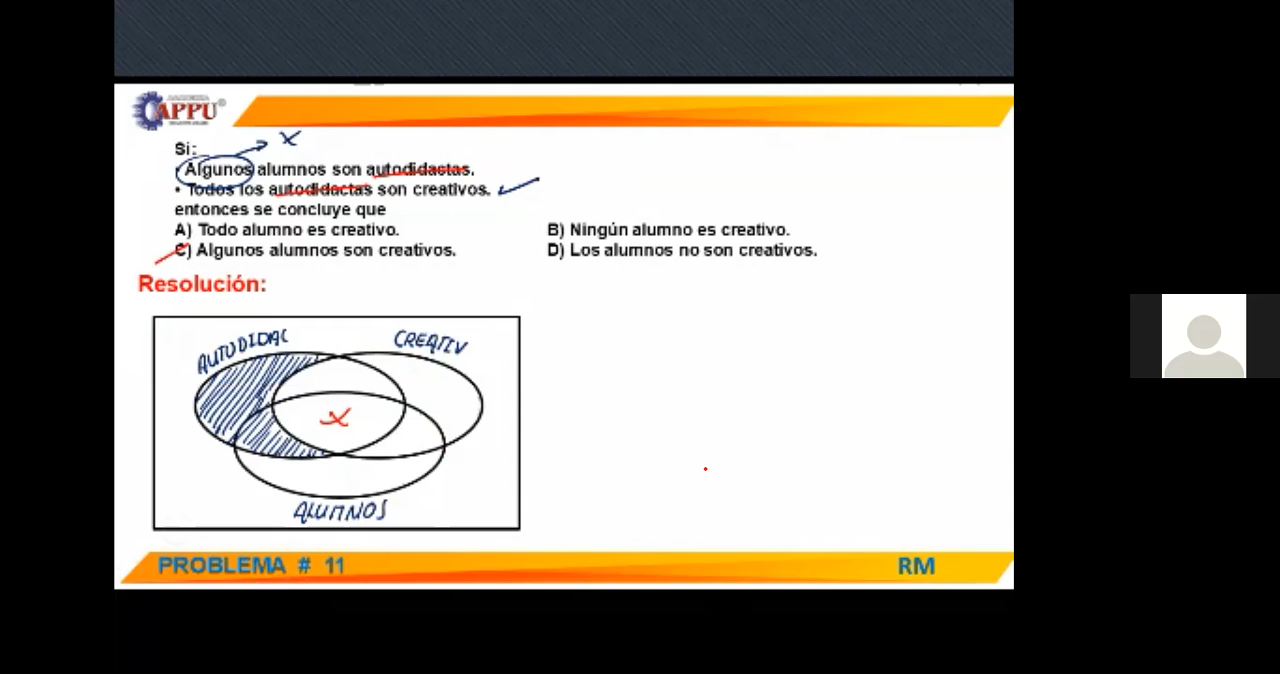 APPU®
x
Si:
• Algunos alumnos son autodidactas.
• Todos los autodidactas son creativos.
entonces se concluye que
A) Todo alumno es creativo.
B) Ningún alumno es creativo.
C) Algunos alumnos son creativos.
D) Los alumnos no son creativos.
Resolución:
AUTODIDAC
CREATIV
x
ALUMNOS
PROBLEMA # 11
RM